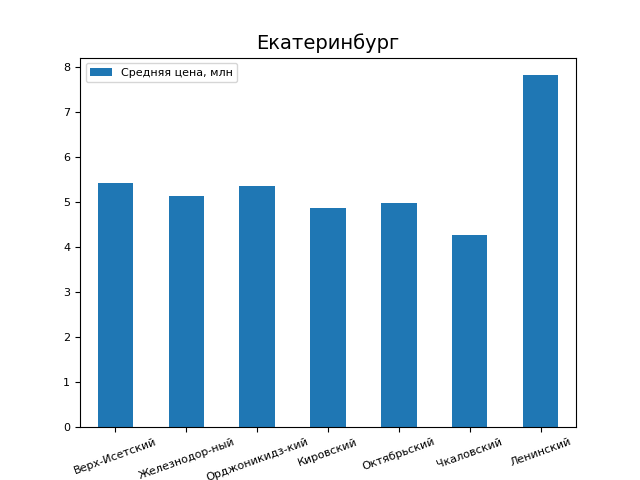 Екатеринбург
Средняя цена, млн
8
7
6
5
4
3
2
1
0
Верх-Исетский
Железнодор-ный
Орджоникидз-кий
Кировский
Октябрьский
Чкаловский
Ленинский